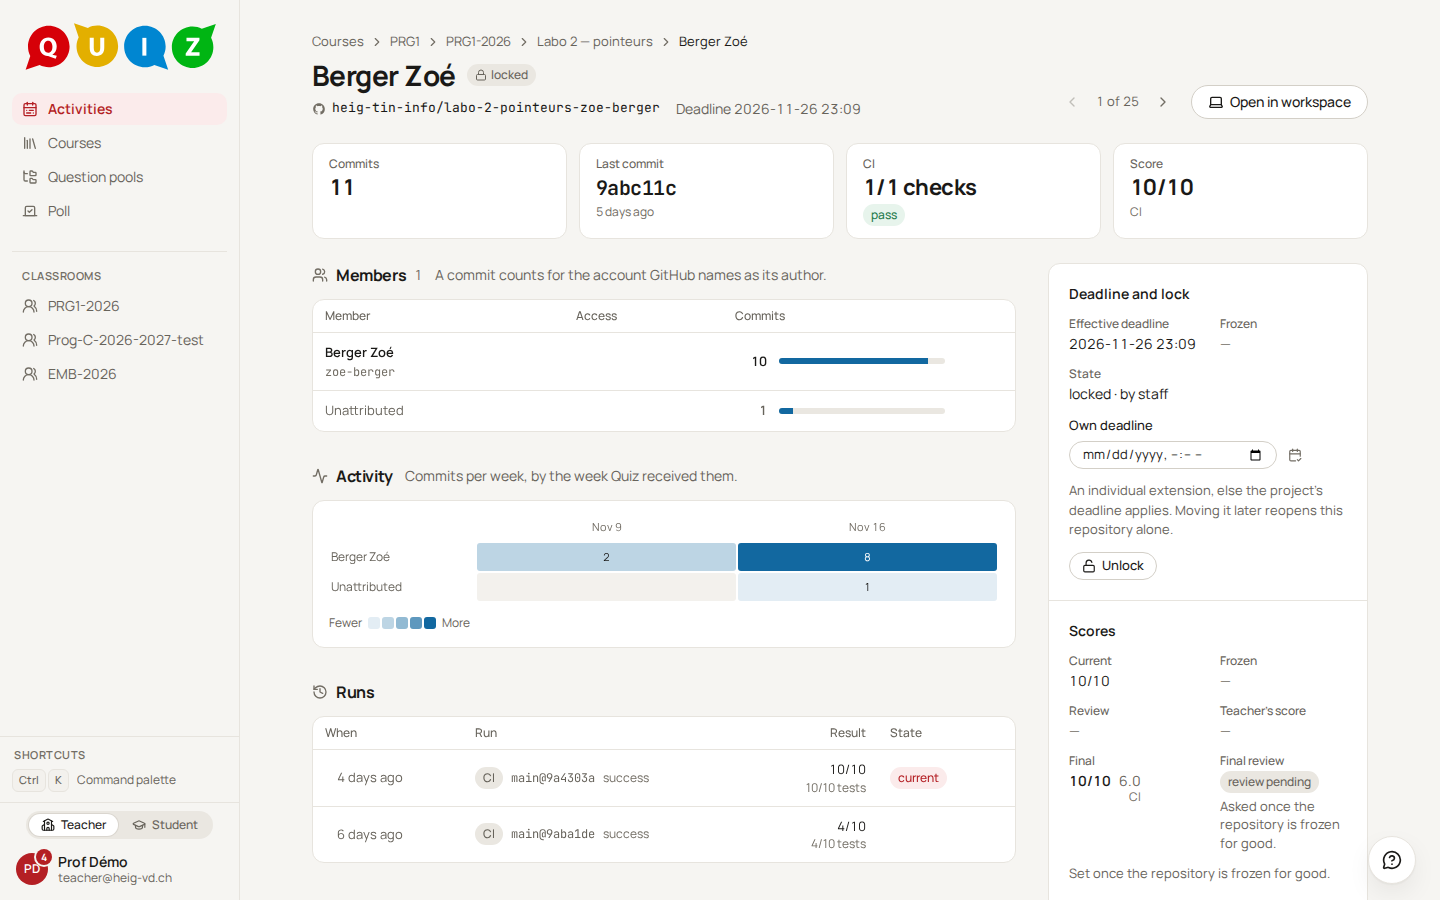 QUIZ
Activities
Courses
Question pools
Poll
CLASSROOMS
PRG1-2026
Prog-C-2026-2027-test
EMB-2026
SHORTCUTS
Ctrl K Command palette
Teacher Student
PD 4
Prof Démo
teacher@heig-vd.ch
Courses > PRG1 > PRG1-2026 > Labo 2 — pointeurs > Berger Zoé
Berger Zoé locked
heig-tin-info/labo-2-pointeurs-zoe-berger Deadline 2026-11-26 23:09
1 of 25
Open in workspace
Commits
11
Last commit
9abc11c
5 days ago
CI
1/1 checks
pass
Score
10/10
CI
Members 1 A commit counts for the account GitHub names as its author.
Member Access Commits
Berger Zoé
zoe-berger
10
Unattributed 1
Activity Commits per week, by the week Quiz received them.
Nov 9 Nov 16
Berger Zoé 2 8
Unattributed 1
Fewer More
Runs
When Run Result State
4 days ago CI main@9a4303a success 10/10 current
10/10 tests
6 days ago CI main@9aba1de success 4/10
4/10 tests
Deadline and lock
Effective deadline Frozen
2026-11-26 23:09 —
State
locked · by staff
Own deadline
mm/dd/yyyy, --:-- --
An individual extension, else the project's
deadline applies. Moving it later reopens this
repository alone.
Unlock
Scores
Current Frozen
10/10 —
Review Teacher's score
— —
Final Final review
10/10 6.0 review pending
CI
Asked once the
repository is frozen
for good.
Set once the repository is frozen for good.